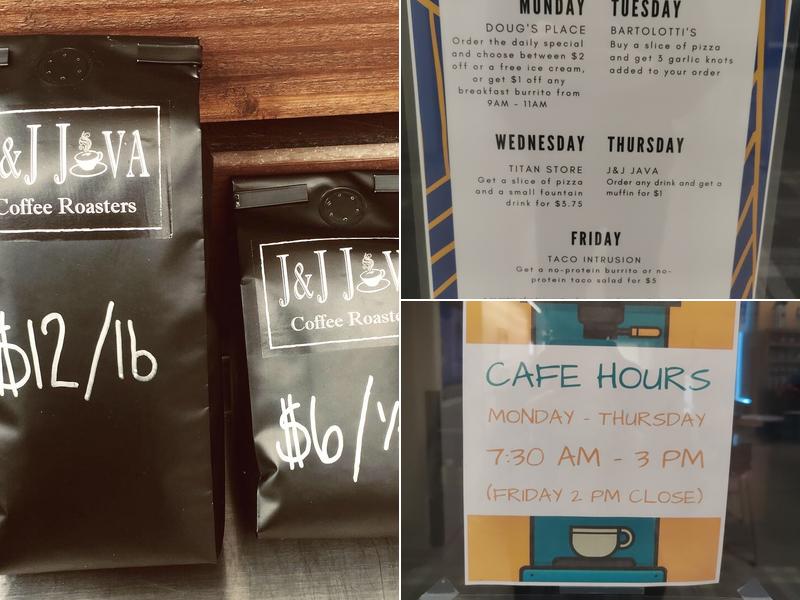 &J JAVA
Coffee Roasters
$12/lb
J&J
Coffee
$6/
MONDAY
DOUG'S PLACE
Order the daily special
and choose between $2
off or a free ice cream,
or get $1 off any
breakfast burrito from
9AM - 11AM
TUESDAY
BARTOLOTTI'S
Buy a slice of pizza
and get 3 garlic knots
added to your order
WEDNESDAY
TITAN STORE
Get a slice of pizza
and a small fountain
drink for $3.75
THURSDAY
J&J JAVA
Order any drink and get a
muffin for $1
FRIDAY
TACO INTRUSION
Get a no-protein burrito or no-
protein taco salad for $5
CAFE HOURS
MONDAY - THURSDAY
7:30 AM - 3 PM
(FRIDAY 2 PM CLOSE)